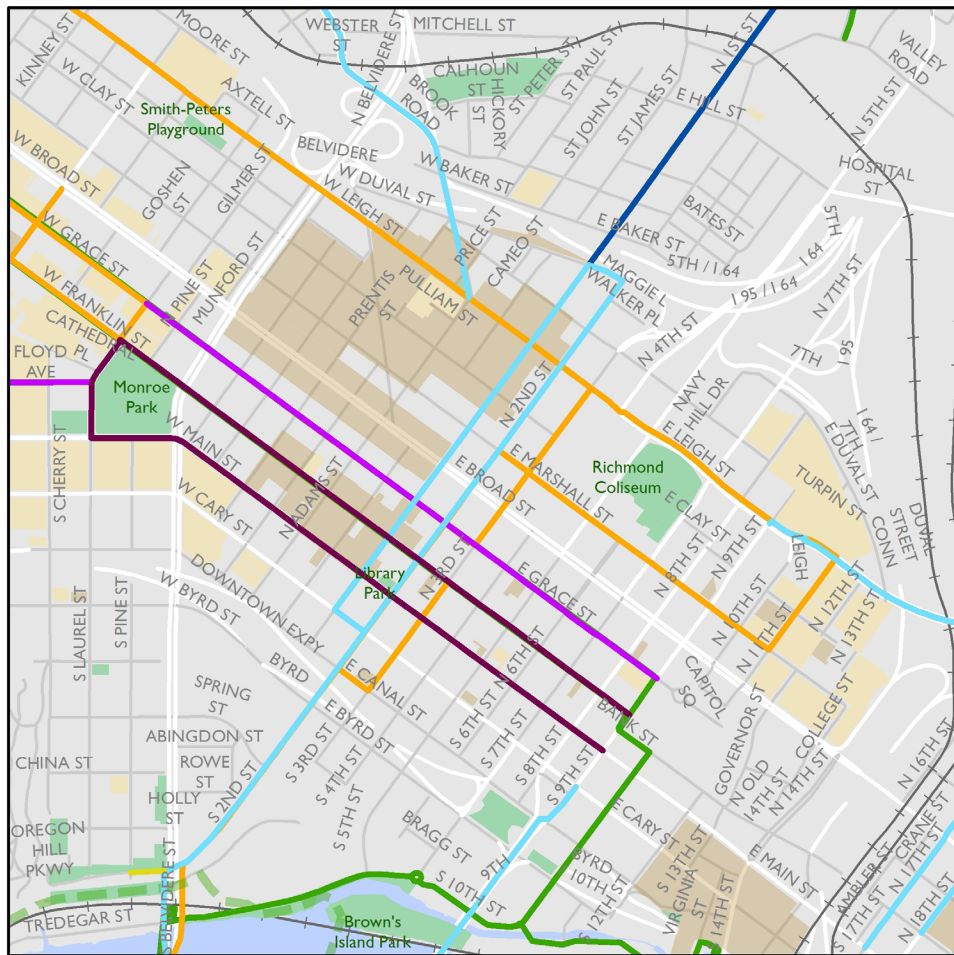 WEBSTER
ST
MITCHELL ST
MOORE ST
KINNEY ST
W CLAY ST
AXTELL ST
N BELVIDERE ST
BROOK
ROAD
CALHOUN
ST
HICKORY
ST
ST PETER ST
ST PAUL ST
N 1ST ST
VALLEY
ROAD
Smith-Peters
Playground
ST JOHN ST
ST JAMES ST
E HILL ST
N 5TH ST
W BROAD ST
GOSHEN
ST
GILMER ST
BELVIDERE
W DUVAL ST
W BAKER ST
HOSPITAL
ST
W LEIGH ST
PRICE ST
CAMEO ST
E BAKER ST
BATES ST
5TH
5TH / I 64
I 64
W GRACE ST
N PINE ST
MUNFORD ST
PRENTIS
ST
PULLIAM ST
MAGGIE L
WALKER PL
I 95 / I 64
N 7TH ST
W FRANKLIN ST
CATHEDRAL
PL
N 4TH ST
7TH
I 95
FLOYD
AVE
Monroe
Park
N 2ND ST
NAVY
HILL DR
I 64 /
7TH
E DUVAL ST
W MAIN ST
E LEIGH ST
S CHERRY ST
N ADAMS ST
E BROAD ST
E MARSHALL ST
Richmond
Coliseum
TURPIN ST
W CARY ST
E CLAY ST
CONN
STREET
DUVAL
DOWNTOWN EXPY
Library
Park
N 3RD ST
E GRACE ST
N 8TH ST
N 9TH ST
LEIGH
W BYRD ST
N 10TH ST
N 11TH ST
N 12TH ST
N 13TH ST
S LAUREL ST
S PINE ST
BYRD
E CANAL ST
N 6TH ST
CAPITOL
SQ
SPRING
ST
E BYRD ST
S 6TH ST
S 7TH ST
BANK ST
GOVERNOR ST
COLLEGE ST
ABINGDON ST
ROWE
ST
S 3RD ST
S 4TH ST
S 8TH ST
S 9TH ST
N OLD
14TH ST
N 14TH ST
N 16TH ST
CHINA ST
HOLLY
ST
S 2ND ST
S 5TH ST
BRAGG ST
E CARY ST
E MAIN ST
CRANE ST
OREGON
HILL
PKWY
S BELVIDERE ST
S 10TH ST
9TH
BYRD
10TH
S 12TH ST
S 13TH ST
VIRGINIA
ST
S 14TH ST
AMBLER ST
S 17TH ST
N 17TH ST
N 18TH ST
TREDEGAR ST
Brown's
Island Park